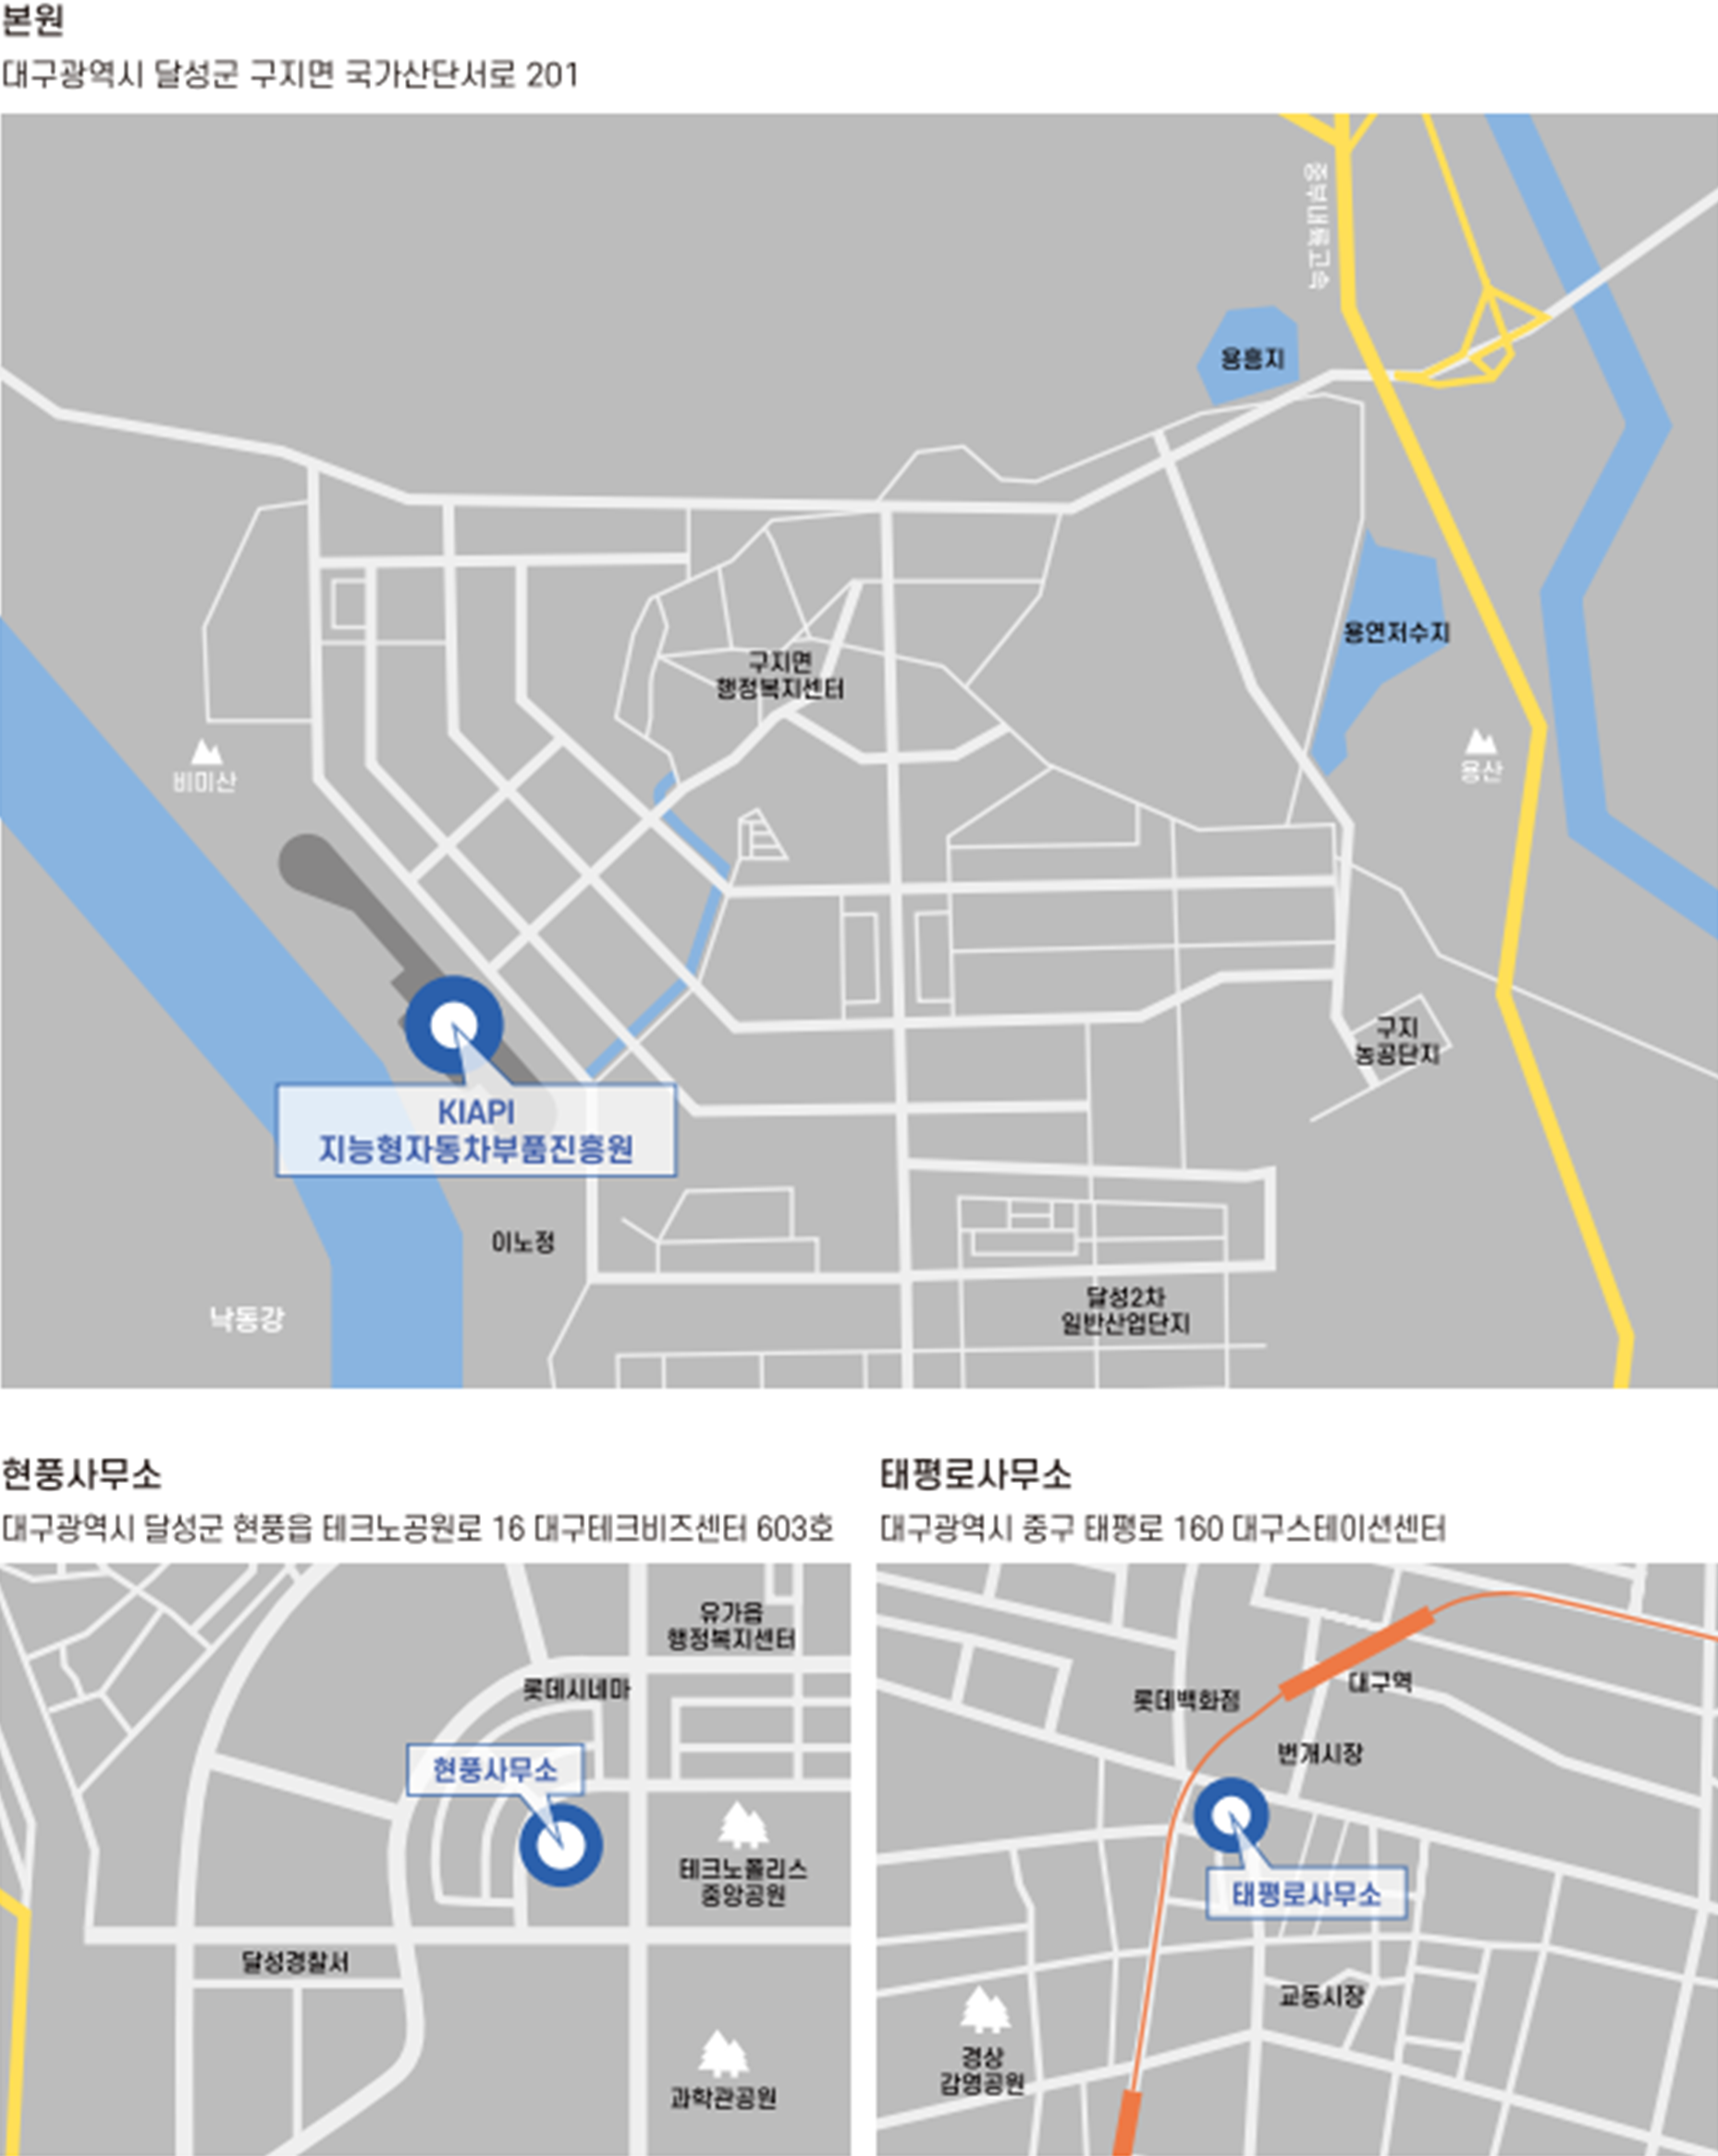 본원
대구광역시 달성군 구지면 국가산단서로 201
중부내륙고속
용흥지
용연저수지
구지면
행정복지센터
용산
비미산
구지
농공단지
KIAPI
지능형자동차부품진흥원
이노정
낙동강
달성2차
일반산업단지
현풍사무소
대구광역시 달성군 현풍읍 테크노공원로 16 대구테크비즈센터 603호
유가읍
행정복지센터
롯데시네마
현풍사무소
테크노폴리스
중앙공원
달성경찰서
과학관공원
태평로사무소
대구광역시 중구 태평로 160 대구스테이션센터
대구역
롯데백화점
번개시장
태평로사무소
교동시장
경상
감영공원